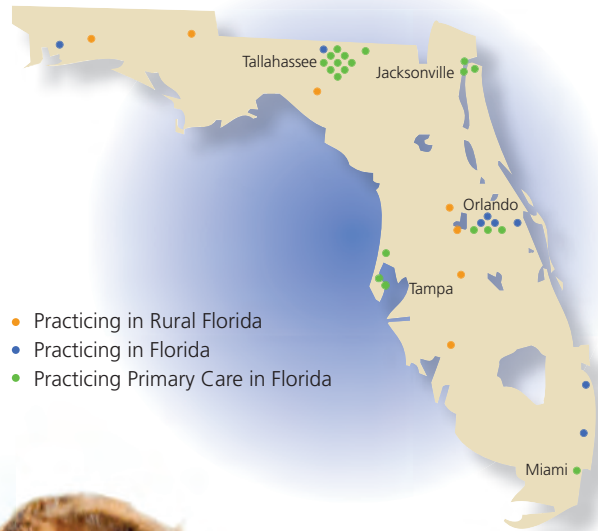 Tallahassee
Jacksonville
Orlando
Tampa
Practicing in Rural Florida
Practicing in Florida
Practicing Primary Care in Florida
Miami